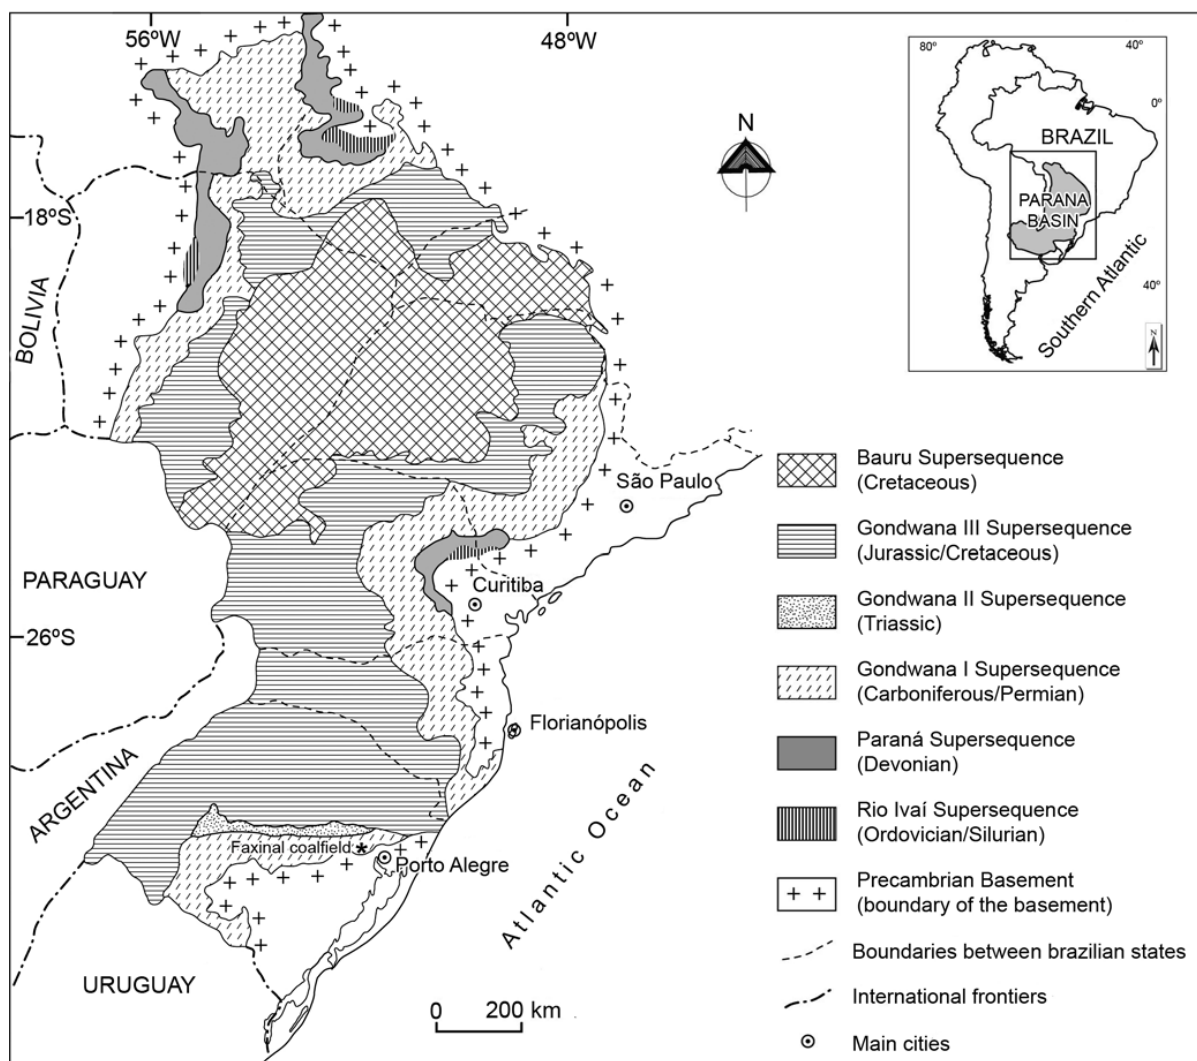 56ºW
48ºW
N
80º
40º
0º
BRAZIL
PARANA
BASIN
40º
Southern Atlantic
N
18ºS
BOLIVIA
São Paulo
Curitiba
PARAGUAY
26ºS
Florianópolis
ARGENTINA
Faxinal coalfield
Porto Alegre
Atlantic Ocean
URUGUAY
0 200 km
Bauru Supersequence
(Cretaceous)
Gondwana III Supersequence
(Jurassic/Cretaceous)
Gondwana II Supersequence
(Triassic)
Gondwana I Supersequence
(Carboniferous/Permian)
Paraná Supersequence
(Devonian)
Rio Ivaí Supersequence
(Ordovician/Silurian)
Precambrian Basement
(boundary of the basement)
Boundaries between brazilian states
International frontiers
Main cities